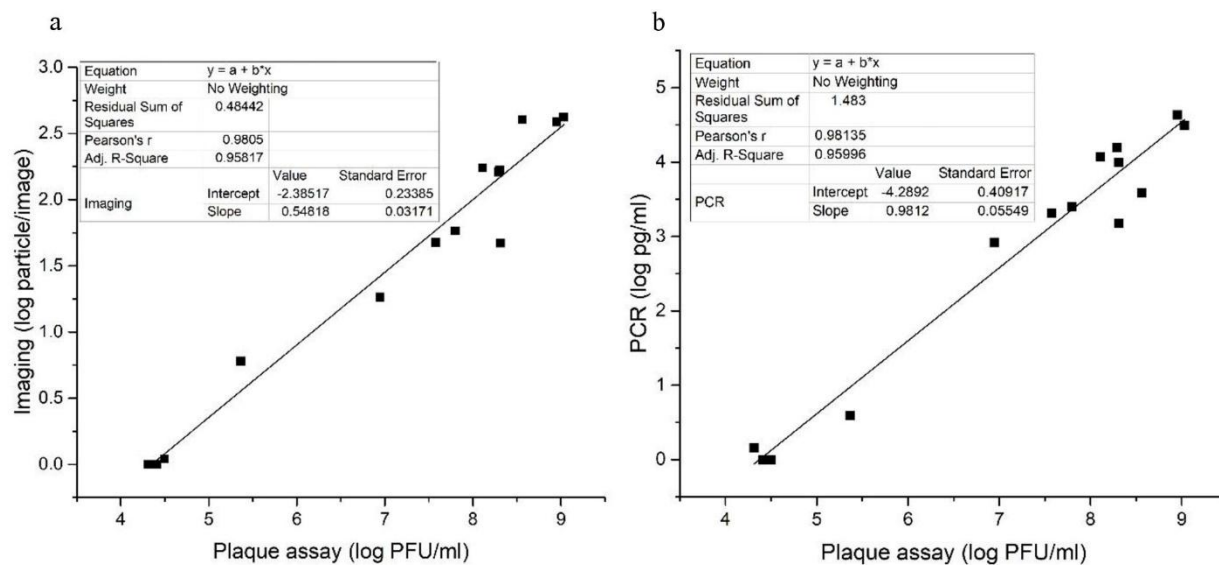 a
Equation y = a + b*x
Weight No Weighting
Residual Sum of Squares 0.48442
Pearson's r 0.9805
Adj. R-Square 0.95817
Value Standard Error
Imaging Intercept -2.38517 0.23385
Slope 0.54818 0.03171
3.0
2.5
2.0
1.5
1.0
0.5
0.0
Imaging (log particle/image)
4 5 6 7 8 9
Plaque assay (log PFU/ml)
b
Equation y = a + b*x
Weight No Weighting
Residual Sum of Squares 1.483
Pearson's r 0.98135
Adj. R-Square 0.95996
Value Standard Error
PCR Intercept -4.2892 0.40917
Slope 0.9812 0.05549
5
4
3
2
1
0
PCR (log pg/ml)
4 5 6 7 8 9
Plaque assay (log PFU/ml)